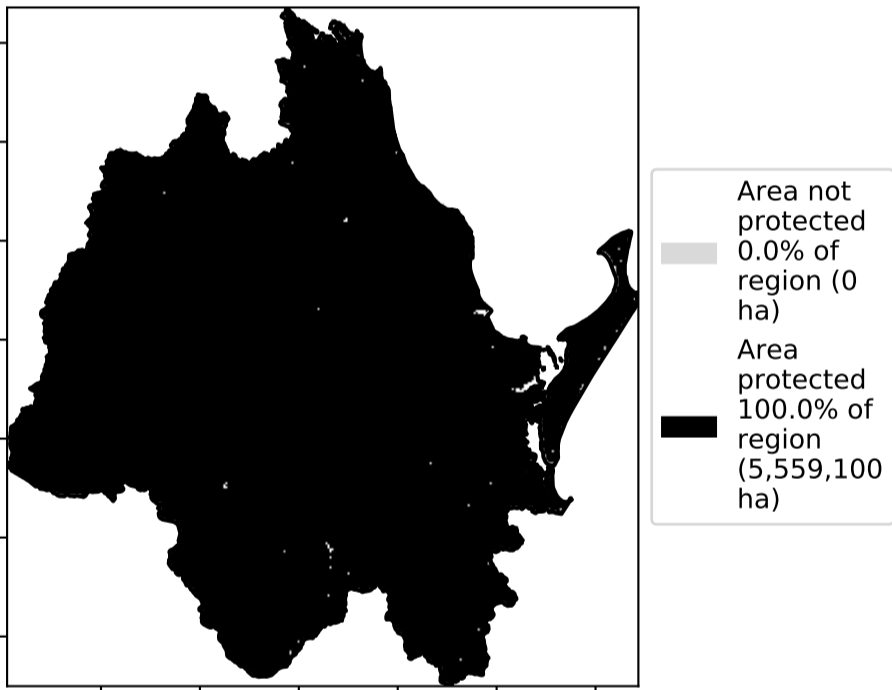 Area not
protected
0.0% of
region (0
ha)
Area
protected
100.0% of
region
(5,559,100
ha)